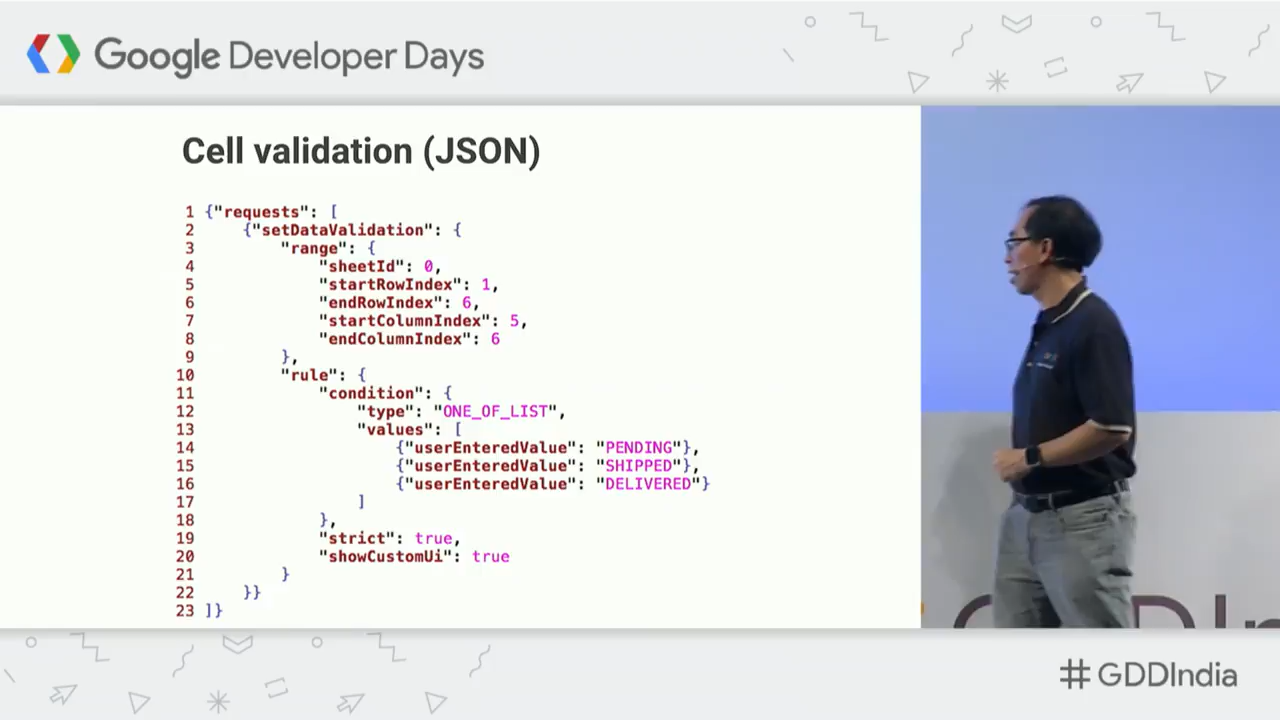 Google Developer Days
Cell validation (JSON)
1 {"requests": [
2     {"setDataValidation": {
3         "range": {
4             "sheetId": 0,
5             "startRowIndex": 1,
6             "endRowIndex": 6,
7             "startColumnIndex": 5,
8             "endColumnIndex": 6
9         },
10         "rule": {
11             "condition": {
12                 "type": "ONE_OF_LIST",
13                 "values": [
14                     {"userEnteredValue": "PENDING"},
15                     {"userEnteredValue": "SHIPPED"},
16                     {"userEnteredValue": "DELIVERED"}
17                 ]
18             },
19             "strict": true,
20             "showCustomUi": true
21         }
22     }}
23 ]}
#GDDIndia